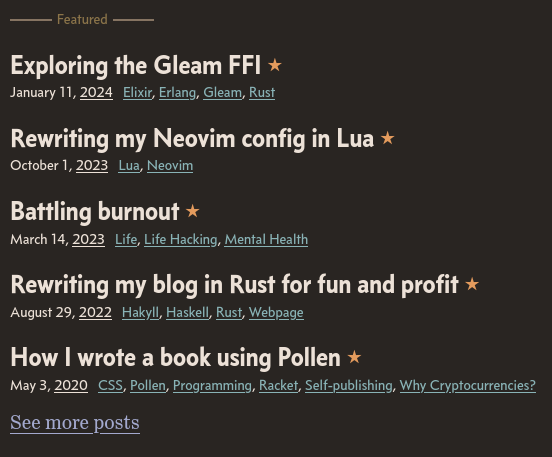 Featured
Exploring the Gleam FFI ★
January 11, 2024 Elixir, Erlang, Gleam, Rust
Rewriting my Neovim config in Lua ★
October 1, 2023 Lua, Neovim
Battling burnout ★
March 14, 2023 Life, Life Hacking, Mental Health
Rewriting my blog in Rust for fun and profit ★
August 29, 2022 Hakyll, Haskell, Rust, Webpage
How I wrote a book using Pollen ★
May 3, 2020 CSS, Pollen, Programming, Racket, Self-publishing, Why Cryptocurrencies?
See more posts